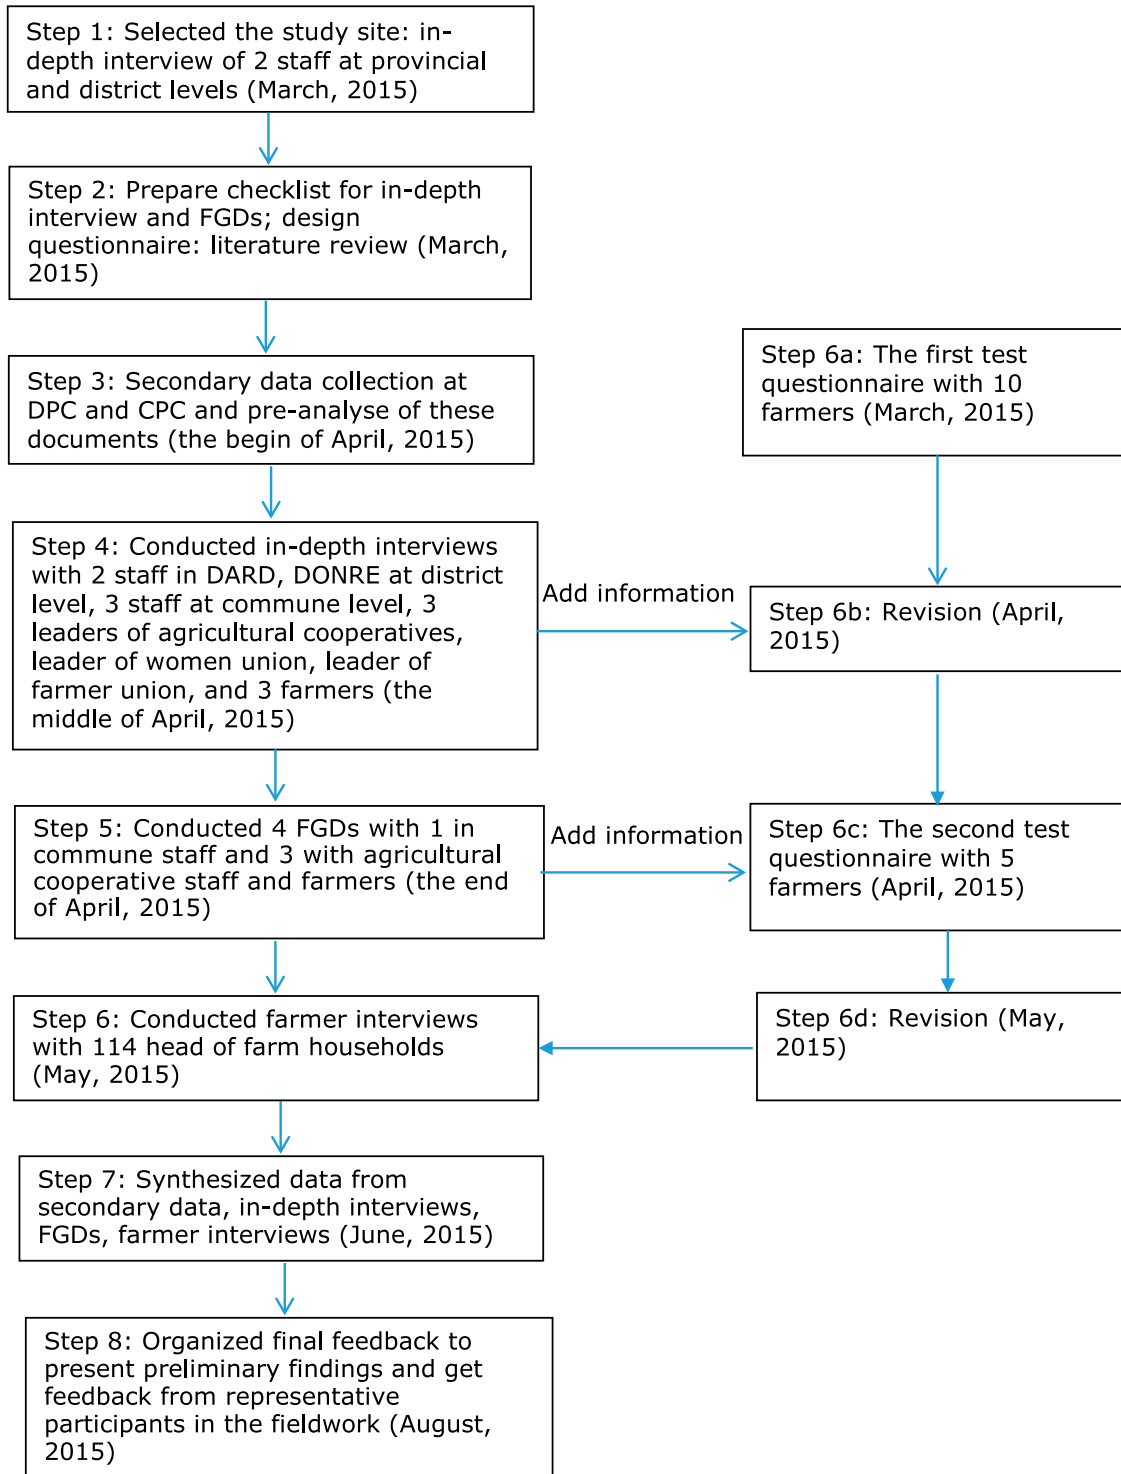 Step 1: Selected the study site: in-
depth interview of 2 staff at provincial
and district levels (March, 2015)
Step 2: Prepare checklist for in-depth
interview and FGDs; design
questionnaire: literature review (March,
2015)
Step 3: Secondary data collection at
DPC and CPC and pre-analyse of these
documents (the begin of April, 2015)
Step 6a: The first test
questionnaire with 10
farmers (March, 2015)
Step 4: Conducted in-depth interviews
with 2 staff in DARD, DONRE at district
level, 3 staff at commune level, 3
leaders of agricultural cooperatives,
leader of women union, leader of
farmer union, and 3 farmers (the
middle of April, 2015)
Add information
Step 6b: Revision (April,
2015)
Step 5: Conducted 4 FGDs with 1 in
commune staff and 3 with agricultural
cooperative staff and farmers (the end
of April, 2015)
Add information
Step 6c: The second test
questionnaire with 5
farmers (April, 2015)
Step 6: Conducted farmer interviews
with 114 head of farm households
(May, 2015)
Step 6d: Revision (May,
2015)
Step 7: Synthesized data from
secondary data, in-depth interviews,
FGDs, farmer interviews (June, 2015)
Step 8: Organized final feedback to
present preliminary findings and get
feedback from representative
participants in the fieldwork (August,
2015)